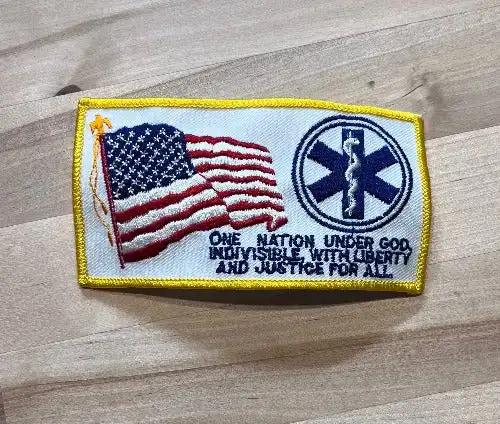 ONE NATION UNDER GOD,
INDIVISIBLE, WITH LIBERTY
AND JUSTICE FOR ALL